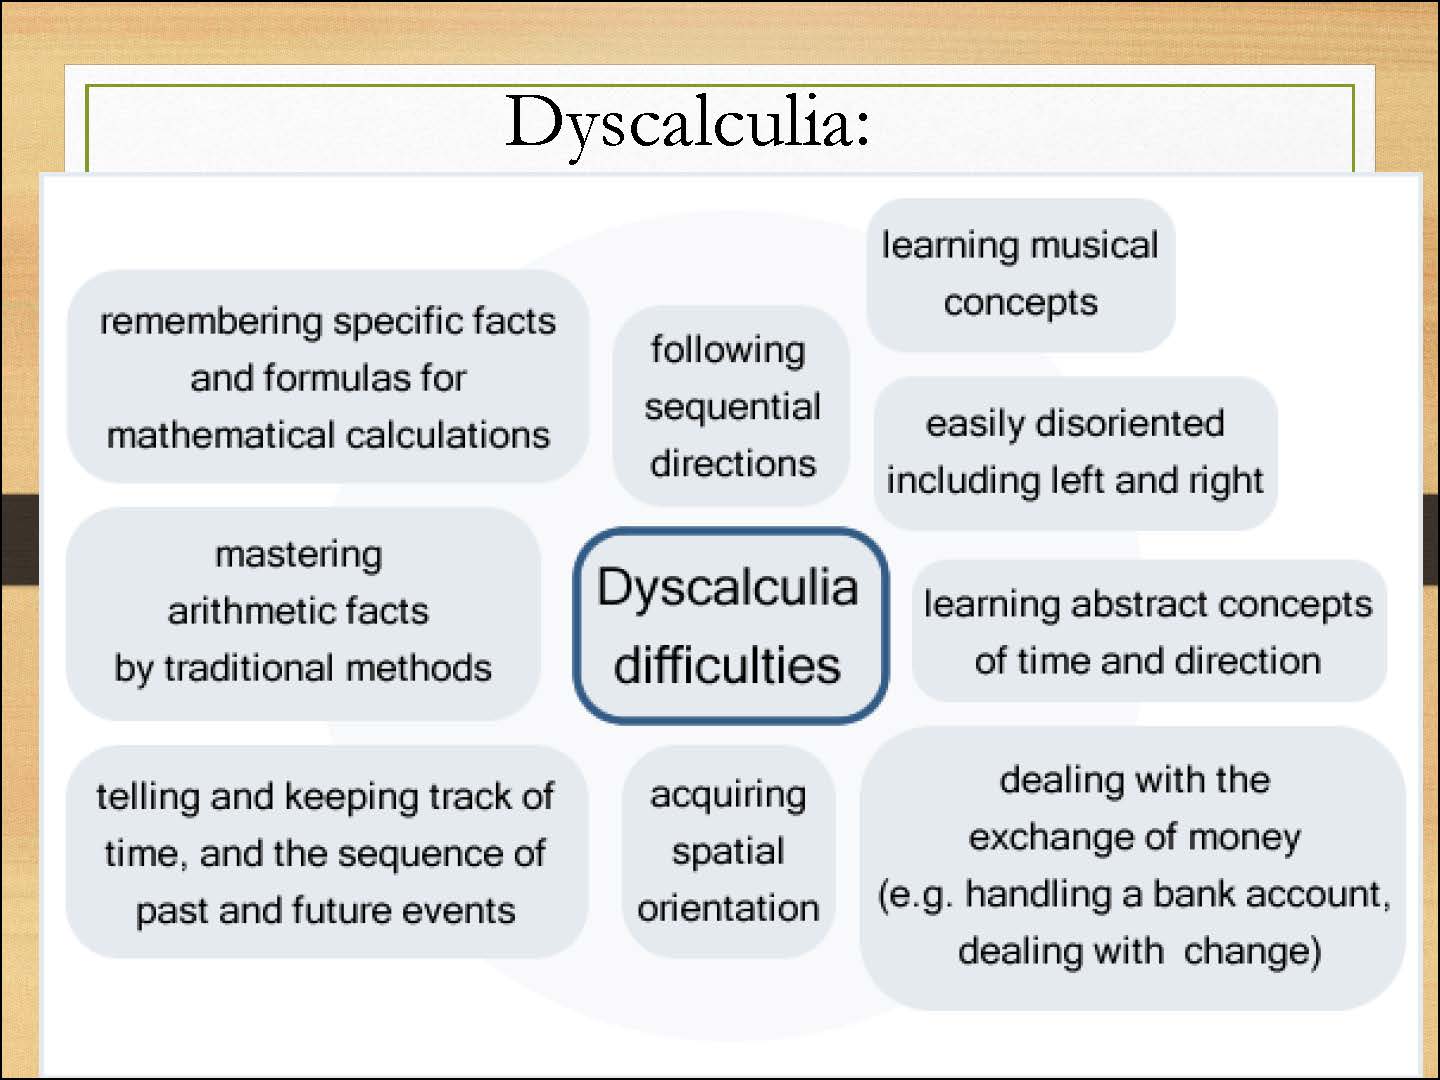 Dyscalculia:
remembering specific facts
and formulas for
mathematical calculations
following
sequential
directions
learning musical
concepts
easily disoriented
including left and right
mastering
arithmetic facts
by traditional methods
Dyscalculia
difficulties
learning abstract concepts
of time and direction
telling and keeping track of
time, and the sequence of
past and future events
acquiring
spatial
orientation
dealing with the
exchange of money
(e.g. handling a bank account,
dealing with change)